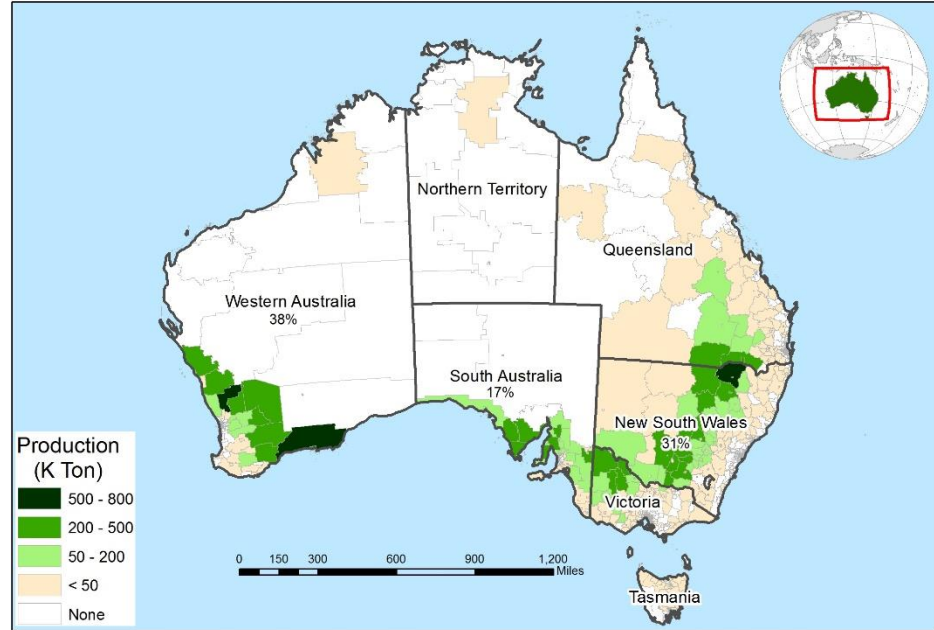 Northern Territory
Queensland
Western Australia
38%
South Australia
17%
New South Wales
31%
Victoria
Tasmania
Production
(K Ton)
500 - 800
200 - 500
50 - 200
< 50
None
0 150 300 600 900 1,200
Miles